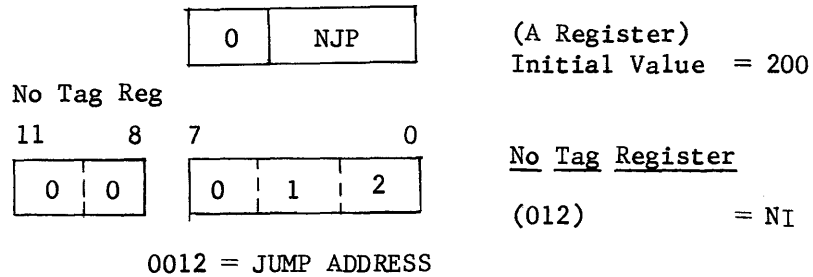 0 NJP
(A Register)
Initial Value = 200
No Tag Reg
11 8 7 0
0 0 0 1 2
No Tag Register
(012) = NI
0012 = JUMP ADDRESS